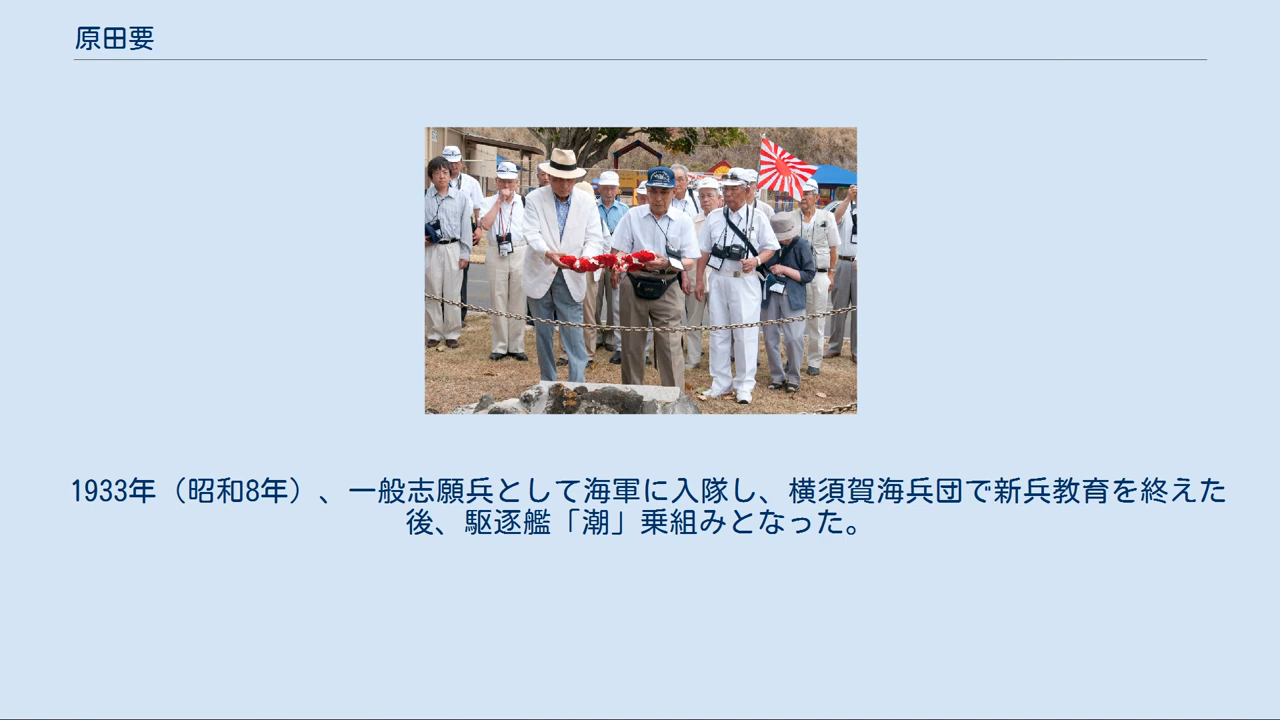 原田要
1933年（昭和8年）、一般志願兵として海軍に入隊し、横須賀海兵団で新兵教育を終えた
後、駆逐艦「潮」乗組みとなった。